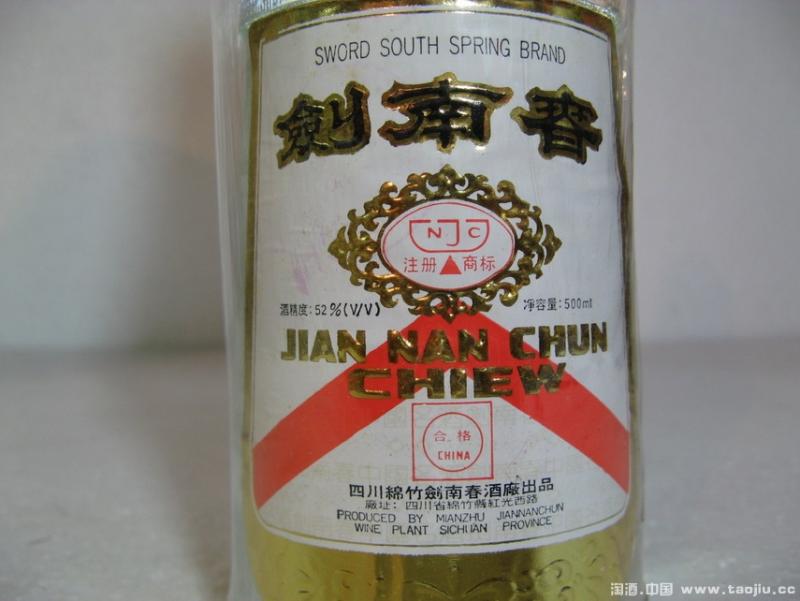 SWORD SOUTH SPRING BRAND
劍南春
NJC
注册▲商标
酒精度: 52%(V/V)
净容量: 500ml
JIAN NAN CHUN
CHIEW
合格
CHINA
四川綿竹劍南春酒廠出品
廠址: 四川省綿竹縣紅光西路
PRODUCED BY MIANZHU JIANNANCHUN
WINE PLANT SICHUAN PROVINCE
淘酒.中国 www.taojiu.cc